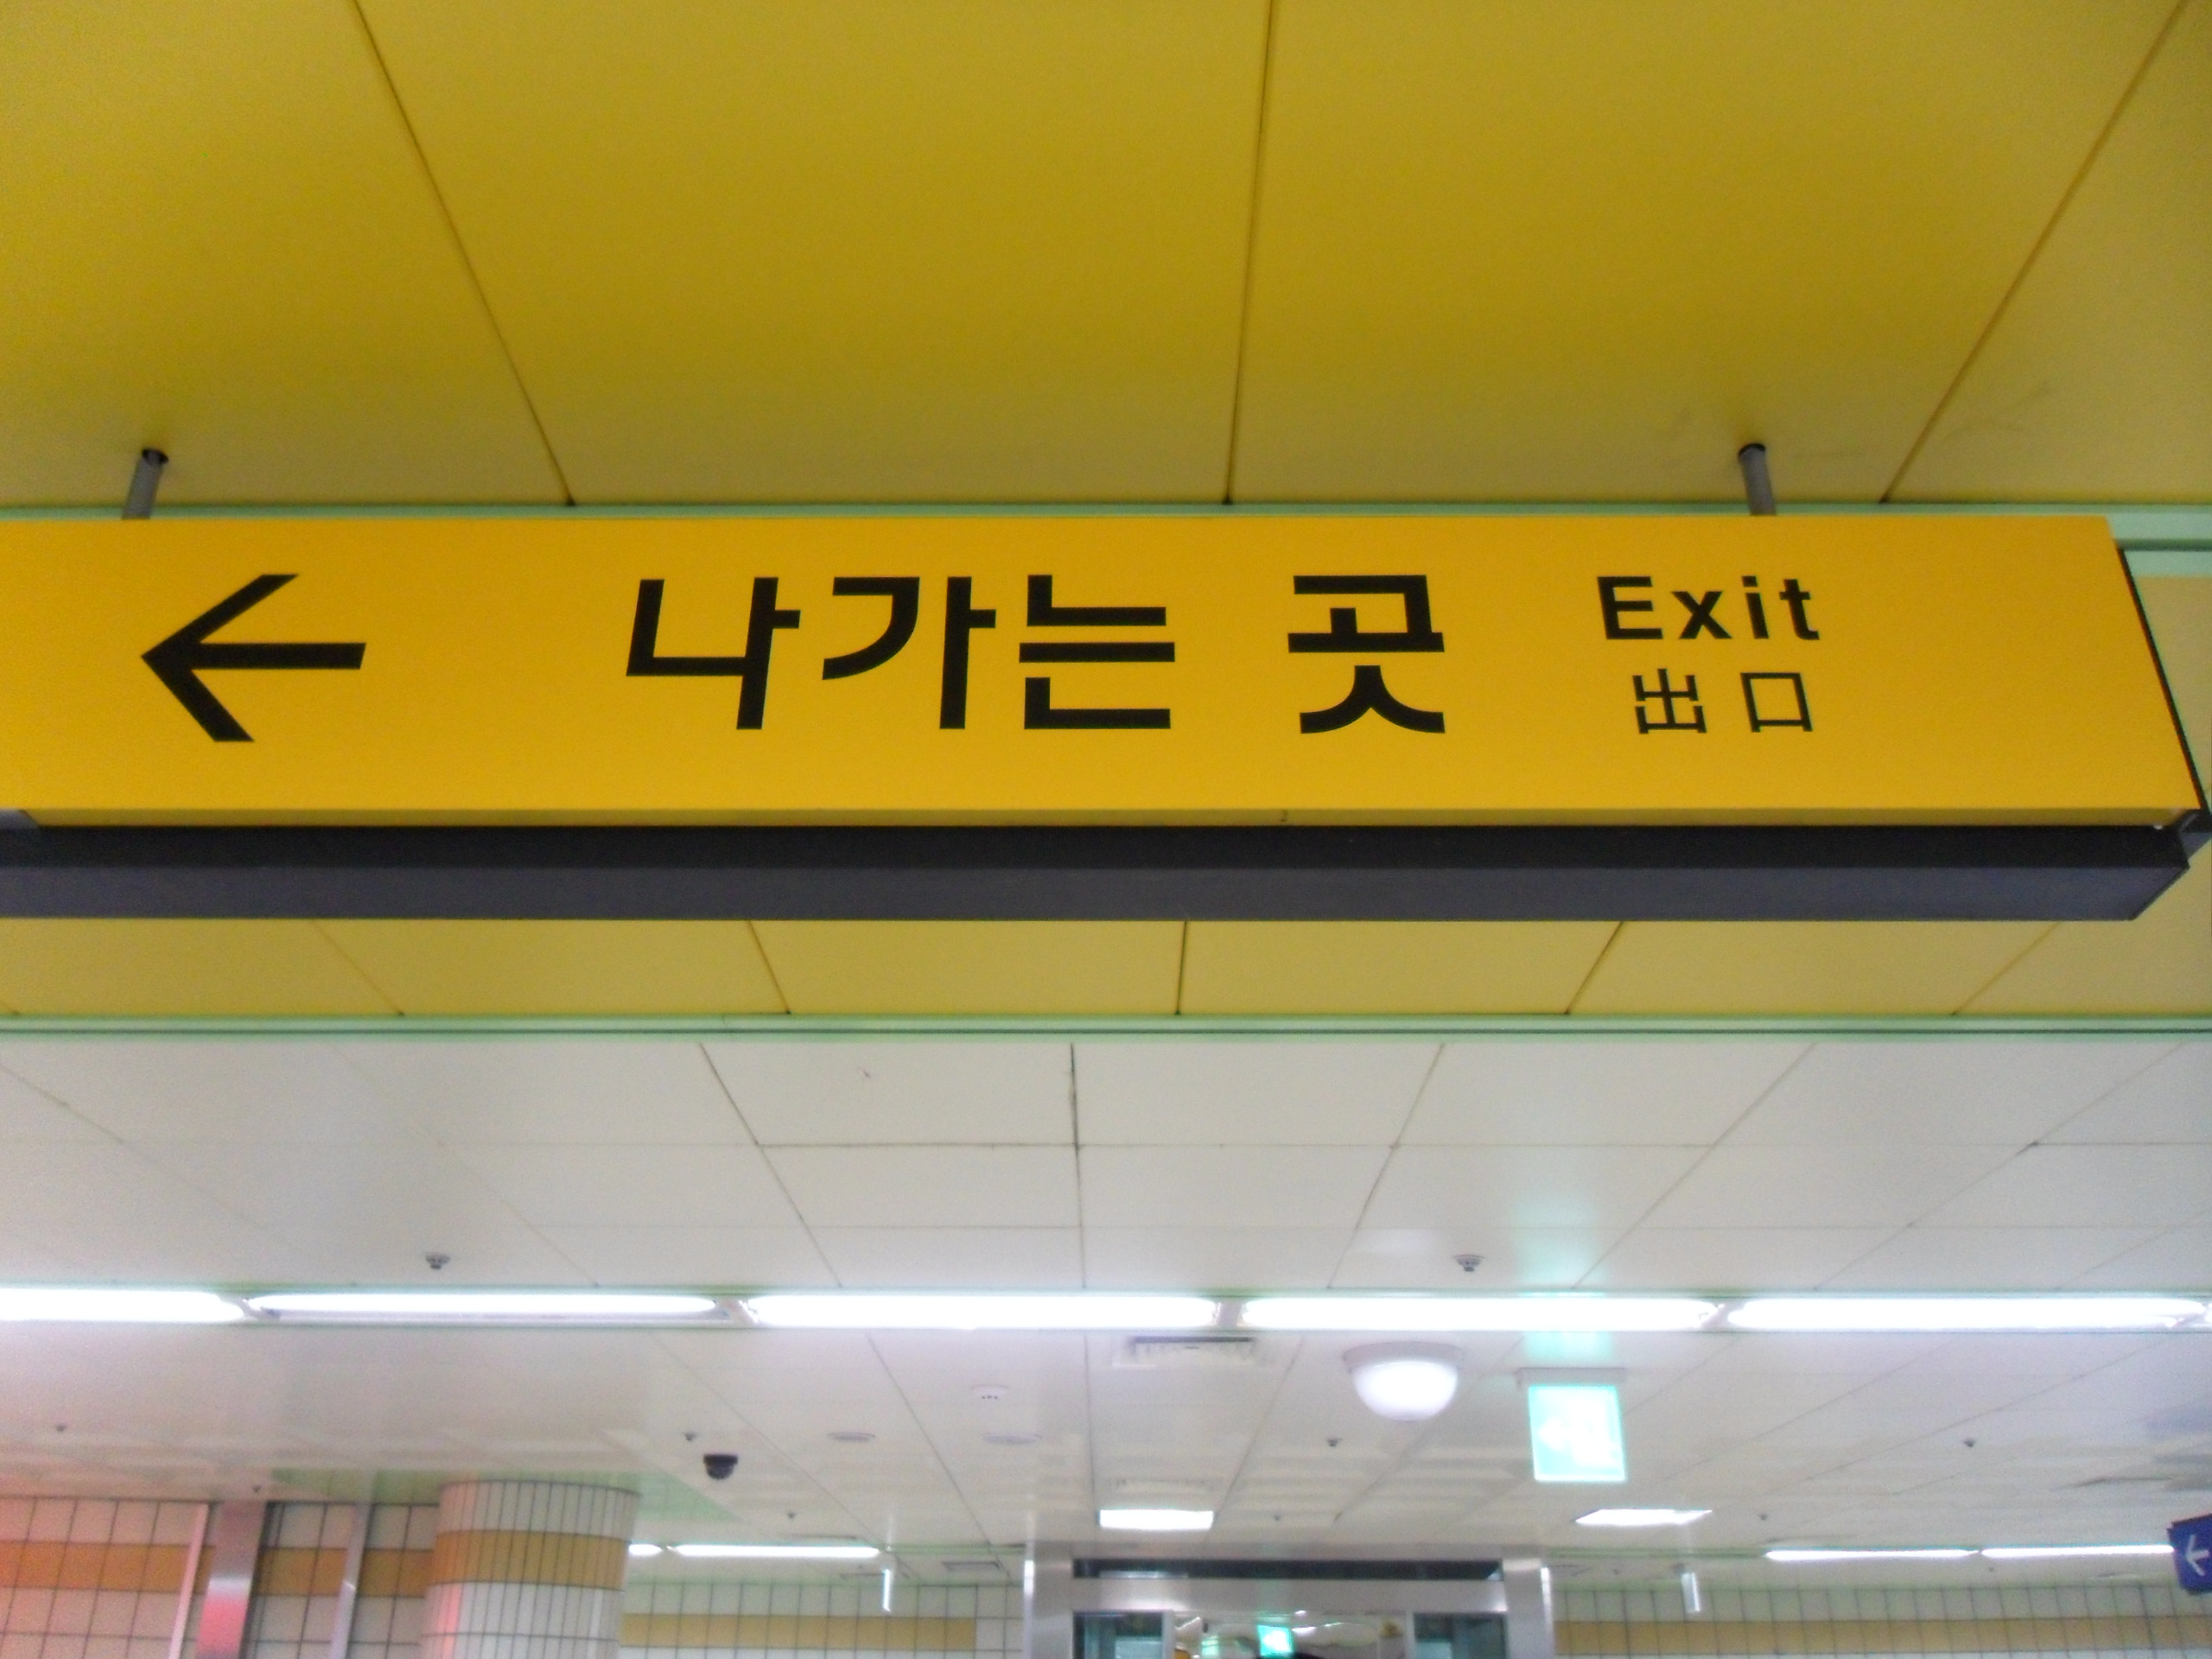 ← 나가는 곳
Exit
出口